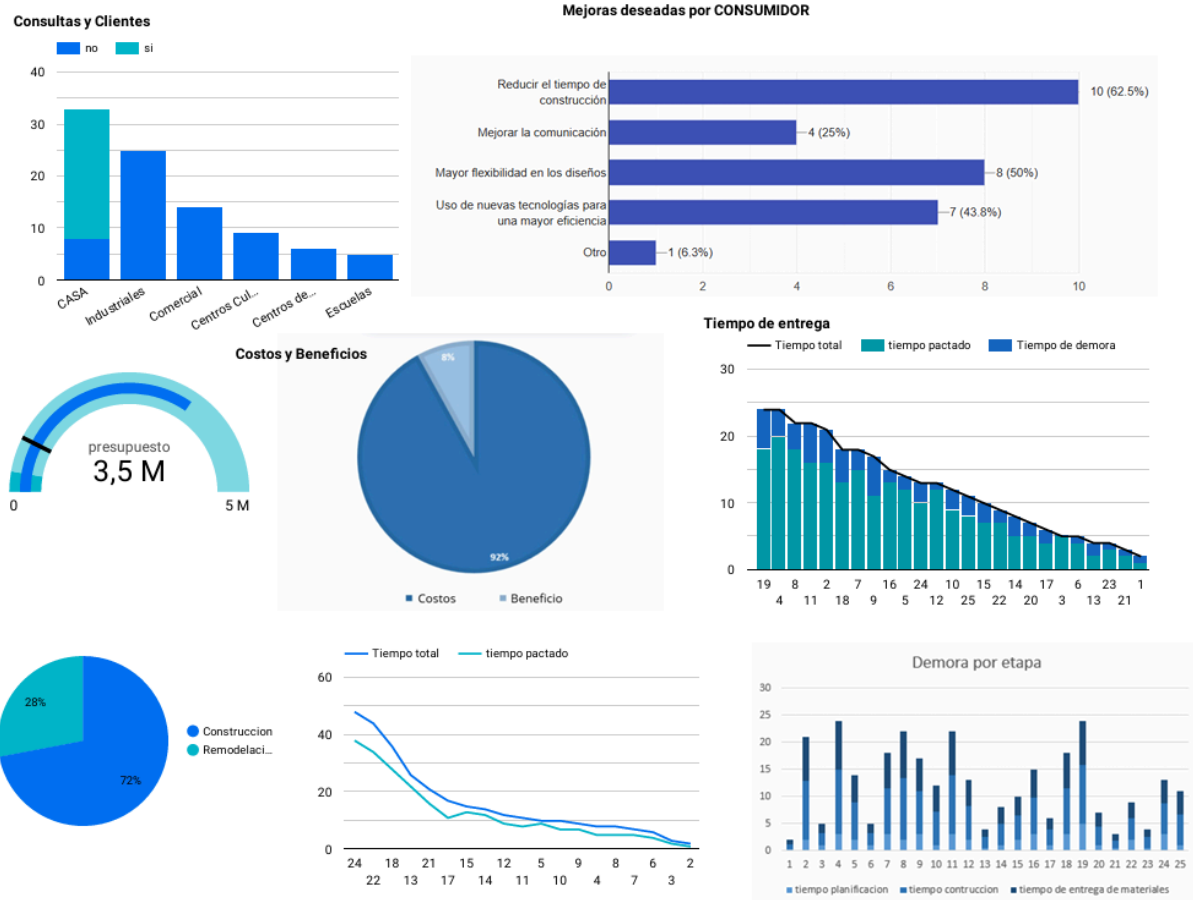 Consultas y Clientes
no si
40
30
20
10
0
CASA
Industriales
Comercial
Centros Cul...
Centros de...
Escuelas
Mejoras deseadas por CONSUMIDOR
Reducir el tiempo de
construcción
10 (62.5%)
Mejorar la comunicación
4 (25%)
Mayor flexibilidad en los diseños
8 (50%)
Uso de nuevas tecnologías para
una mayor eficiencia
7 (43.8%)
Otro
1 (6.3%)
0 2 4 6 8 10
presupuesto
3,5 M
0 5 M
Costos y Beneficios
8%
92%
Costos Beneficio
Tiempo de entrega
Tiempo total tiempo pactado Tiempo de demora
30
20
10
0
19 8 2 7 16 24 10 15 14 17 6 23 1
4 11 18 9 5 12 25 22 20 3 13 21
28%
72%
Construccion
Remodelaci...
Tiempo total tiempo pactado
60
40
20
0
24 18 21 15 12 5 9 8 6 2
22 13 17 14 11 10 4 7 3
Demora por etapa
30
25
20
15
10
5
0
1 2 3 4 5 6 7 8 9 10 11 12 13 14 15 16 17 18 19 20 21 22 23 24 25
tiempo planificacion tiempo contruccion tiempo de entrega de materiales